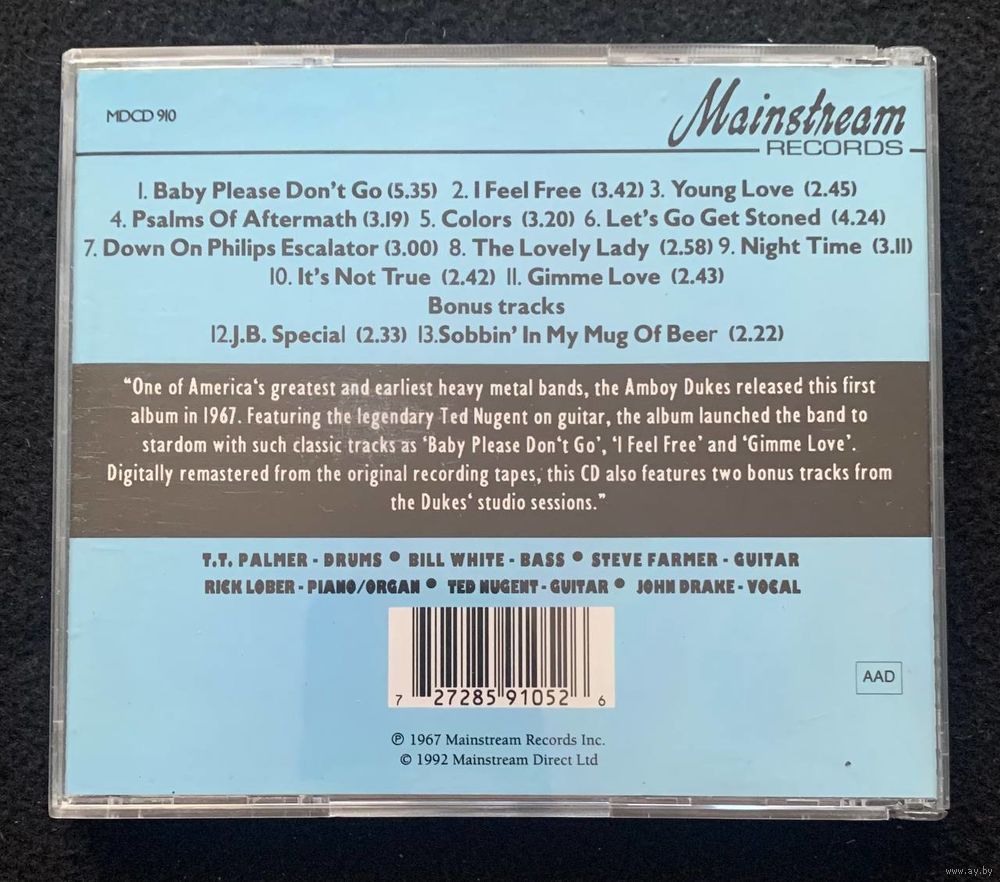 MDCD 910
Mainstream
RECORDS
1. Baby Please Don't Go (5.35) 2. I Feel Free (3.42) 3. Young Love (2.45)
4. Psalms Of Aftermath (3.19) 5. Colors (3.20) 6. Let's Go Get Stoned (4.24)
7. Down On Philips Escalator (3.00) 8. The Lovely Lady (2.58) 9. Night Time (3.11)
10. It's Not True (2.42) 11. Gimme Love (2.43)
Bonus tracks
12.J.B. Special (2.33) 13.Sobbin' In My Mug Of Beer (2.22)
"One of America's greatest and earliest heavy metal bands, the Amboy Dukes released this first
album in 1967. Featuring the legendary Ted Nugent on guitar, the album launched the band to
stardom with such classic tracks as 'Baby Please Don't Go', 'I Feel Free' and 'Gimme Love'.
Digitally remastered from the original recording tapes, this CD also features two bonus tracks from
the Dukes' studio sessions."
T.T. PALMER - DRUMS ● BILL WHITE - BASS ● STEVE FARMER - GUITAR
RICK LOBER - PIANO/ORGAN ● TED NUGENT - GUITAR ● JOHN DRAKE - VOCAL
7 27285 91052 6
AAD
℗ 1967 Mainstream Records Inc.
© 1992 Mainstream Direct Ltd
www.ay.by